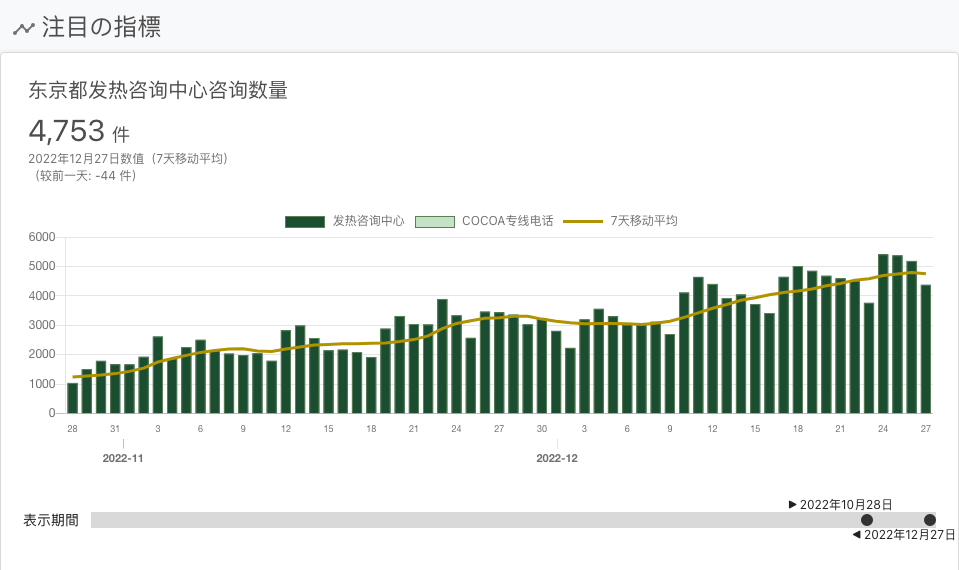 注目の指標
东京都发热咨询中心咨询数量
4,753 件
2022年12月27日数值（7天移动平均）
（较前一天: -44 件）
发热咨询中心 COCOA专线电话 7天移动平均
6000
5000
4000
3000
2000
1000
0
28 31 3 6 9 12 15 18 21 24 27 30 3 6 9 12 15 18 21 24 27
2022-11 2022-12
2022年10月28日
表示期間
2022年12月27日